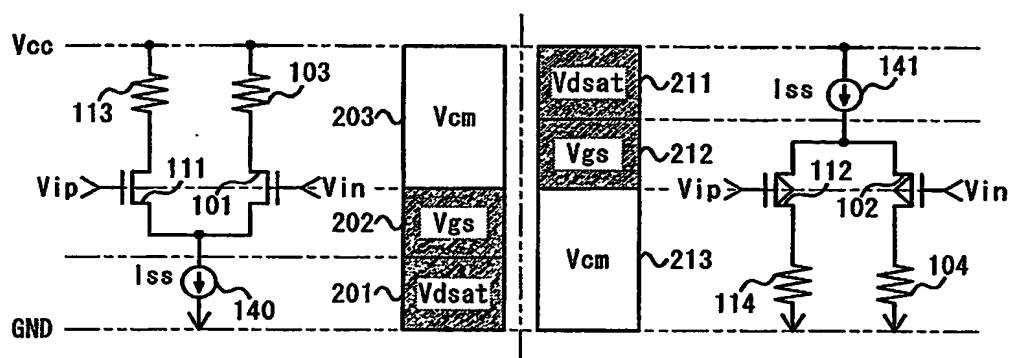 Vcc
113
103
203
Vcm
Vdsat
211
Iss
141
Vgs
212
Vip
111
101
Vin
Vip
112
102
Vin
202
Vgs
Iss
140
201
Vdsat
Vcm
213
114
104
GND